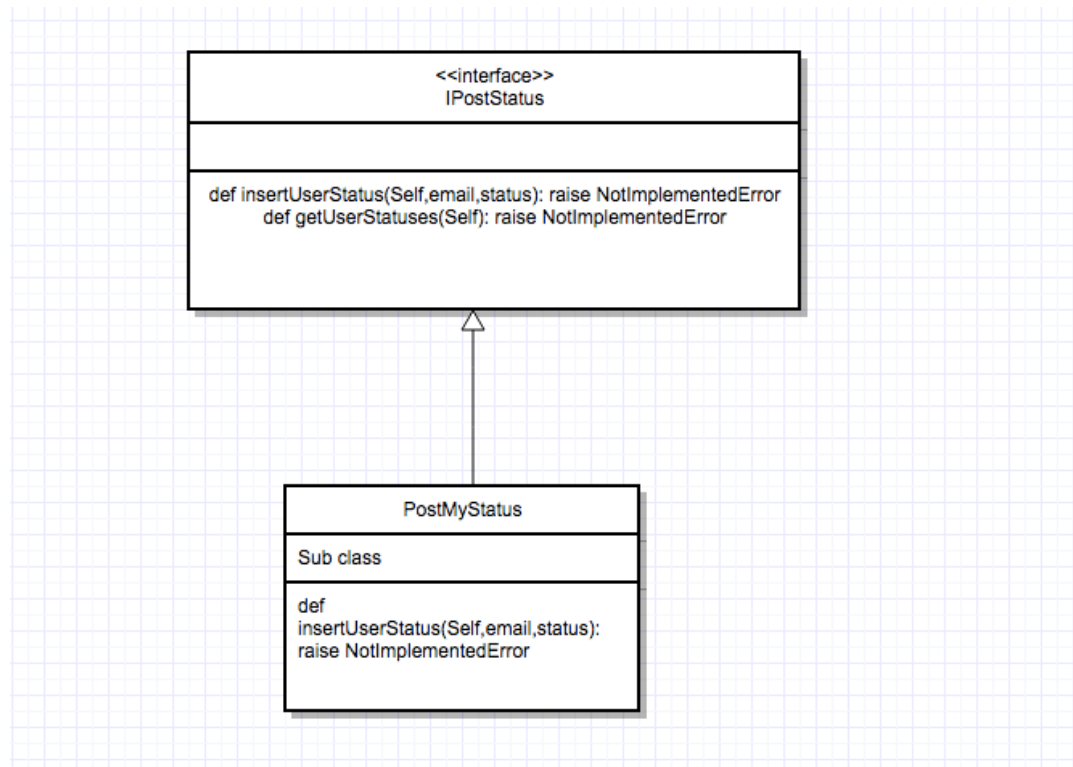 <<interface>>
IPostStatus
def insertUserStatus(Self,email,status): raise NotImplementedError
def getUserStatuses(Self): raise NotImplementedError
PostMyStatus
Sub class
def
insertUserStatus(Self,email,status):
raise NotImplementedError